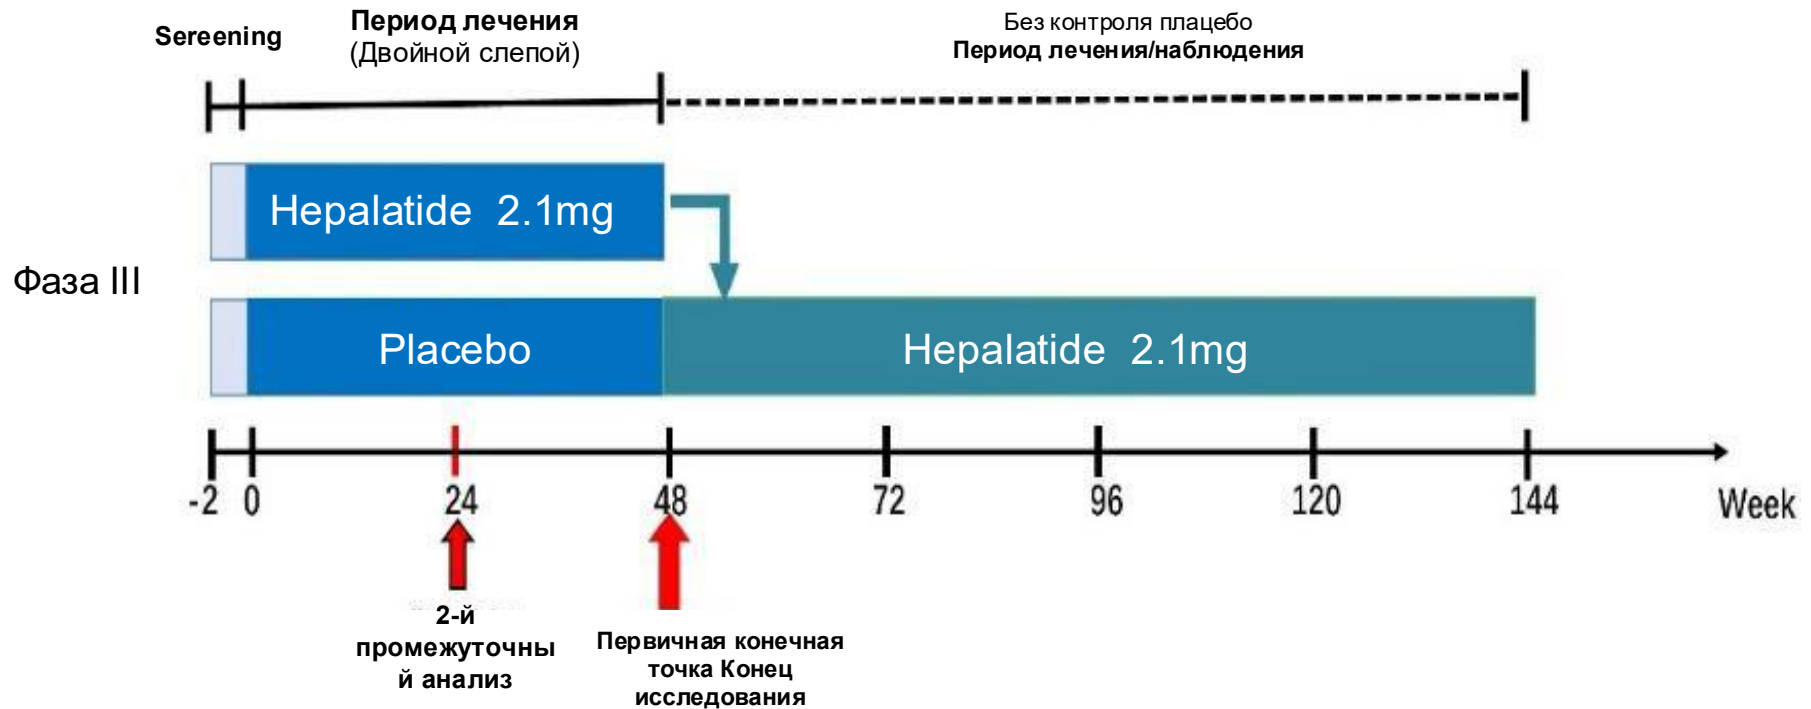 Sereening
Период лечения
(Двойной слепой)
Без контроля плацебо
Период лечения/наблюдения
Hepalatide 2.1mg
Фаза III
Placebo
Hepalatide 2.1mg
-2 0 24 48 72 96 120 144 Week
2-й
промежуточны
й анализ
Первичная конечная
точка Конец
исследования